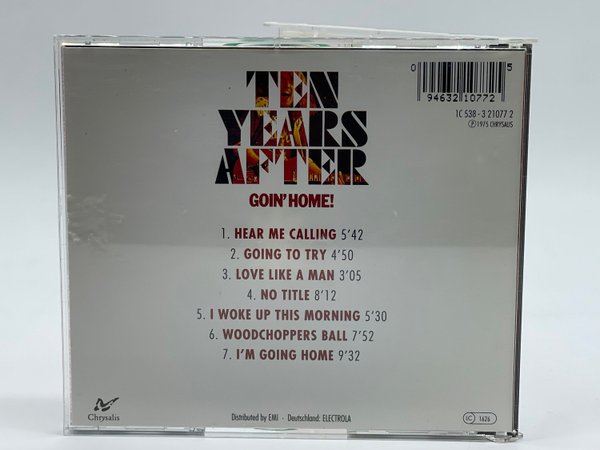 TEN
YEARS
AFTER
GOIN' HOME!
0 94632 10772 5
1C 538-3 21077 2
Ⓟ 1975 CHRYSALIS
1. HEAR ME CALLING 5'42
2. GOING TO TRY 4'50
3. LOVE LIKE A MAN 3'05
4. NO TITLE 8'12
5. I WOKE UP THIS MORNING 5'30
6. WOODCHOPPERS BALL 7'52
7. I'M GOING HOME 9'32
Chrysalis
Distributed by EMI · Deutschland: ELECTROLA
LC 1626